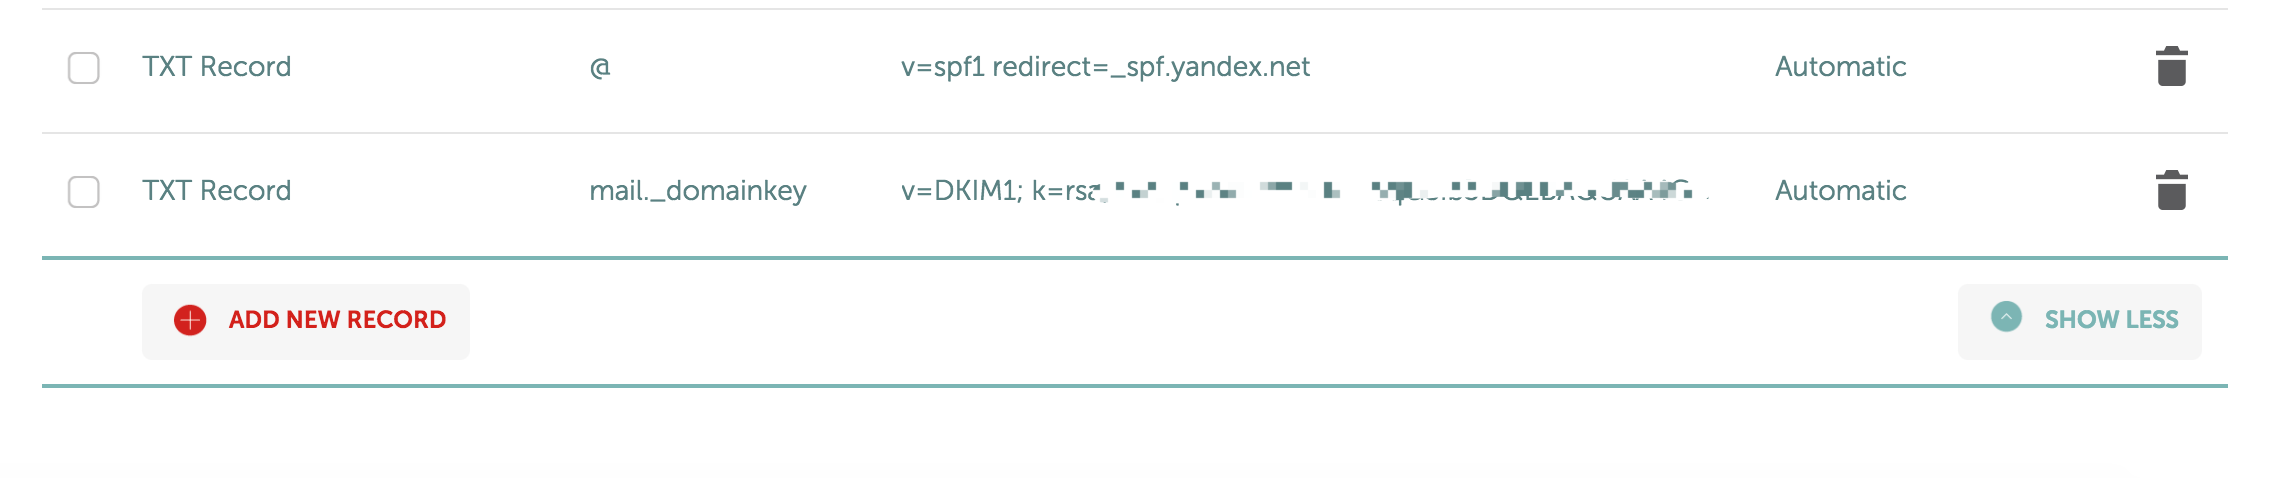 TXT Record @ v=spf1 redirect=_spf.yandex.net Automatic
TXT Record mail._domainkey v=DKIM1; k=rsa Automatic
ADD NEW RECORD SHOW LESS